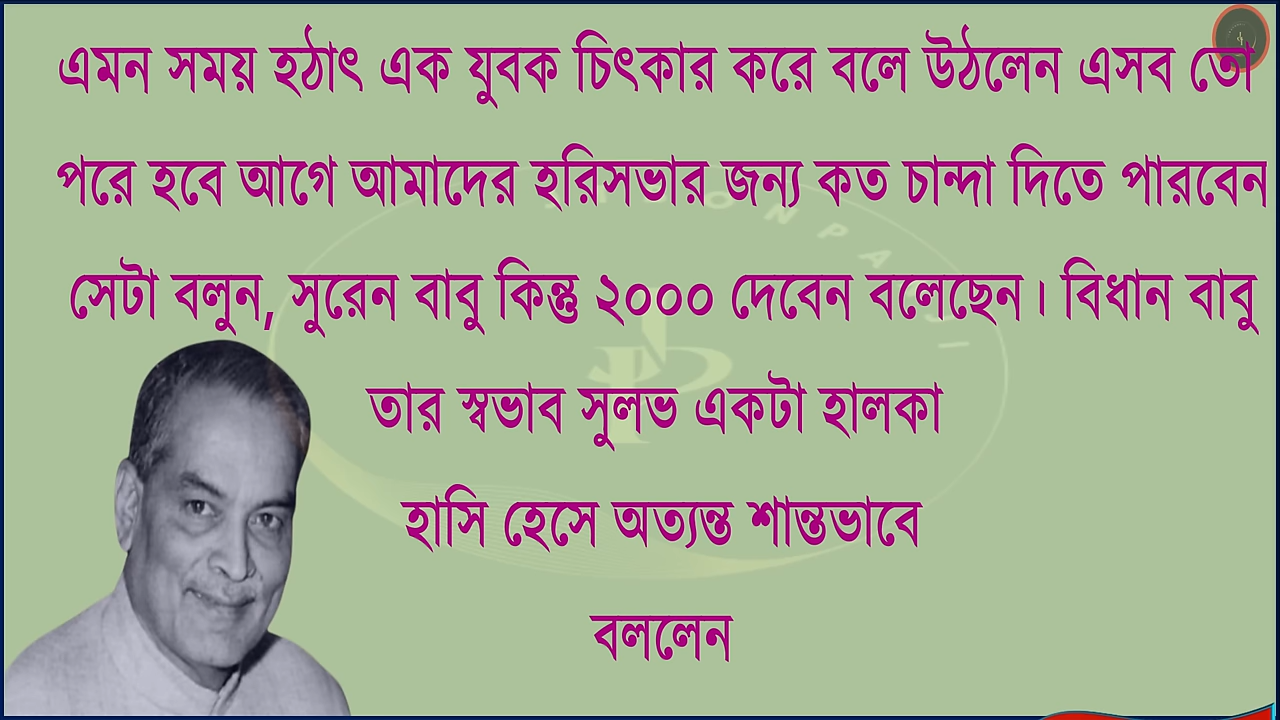 এমন সময় হঠাৎ এক যুবক চিৎকার করে বলে উঠলেন এসব তো
পরে হবে আগে আমাদের হরিসভার জন্য কত চান্দা দিতে পারবেন
সেটা বলুন, সুরেন বাবু কিন্তু ২০০০ দেবেন বলেছেন। বিধান বাবু
তার স্বভাব সুলভ একটা হালকা
হাসি হেসে অত্যন্ত শান্তভাবে
বললেন